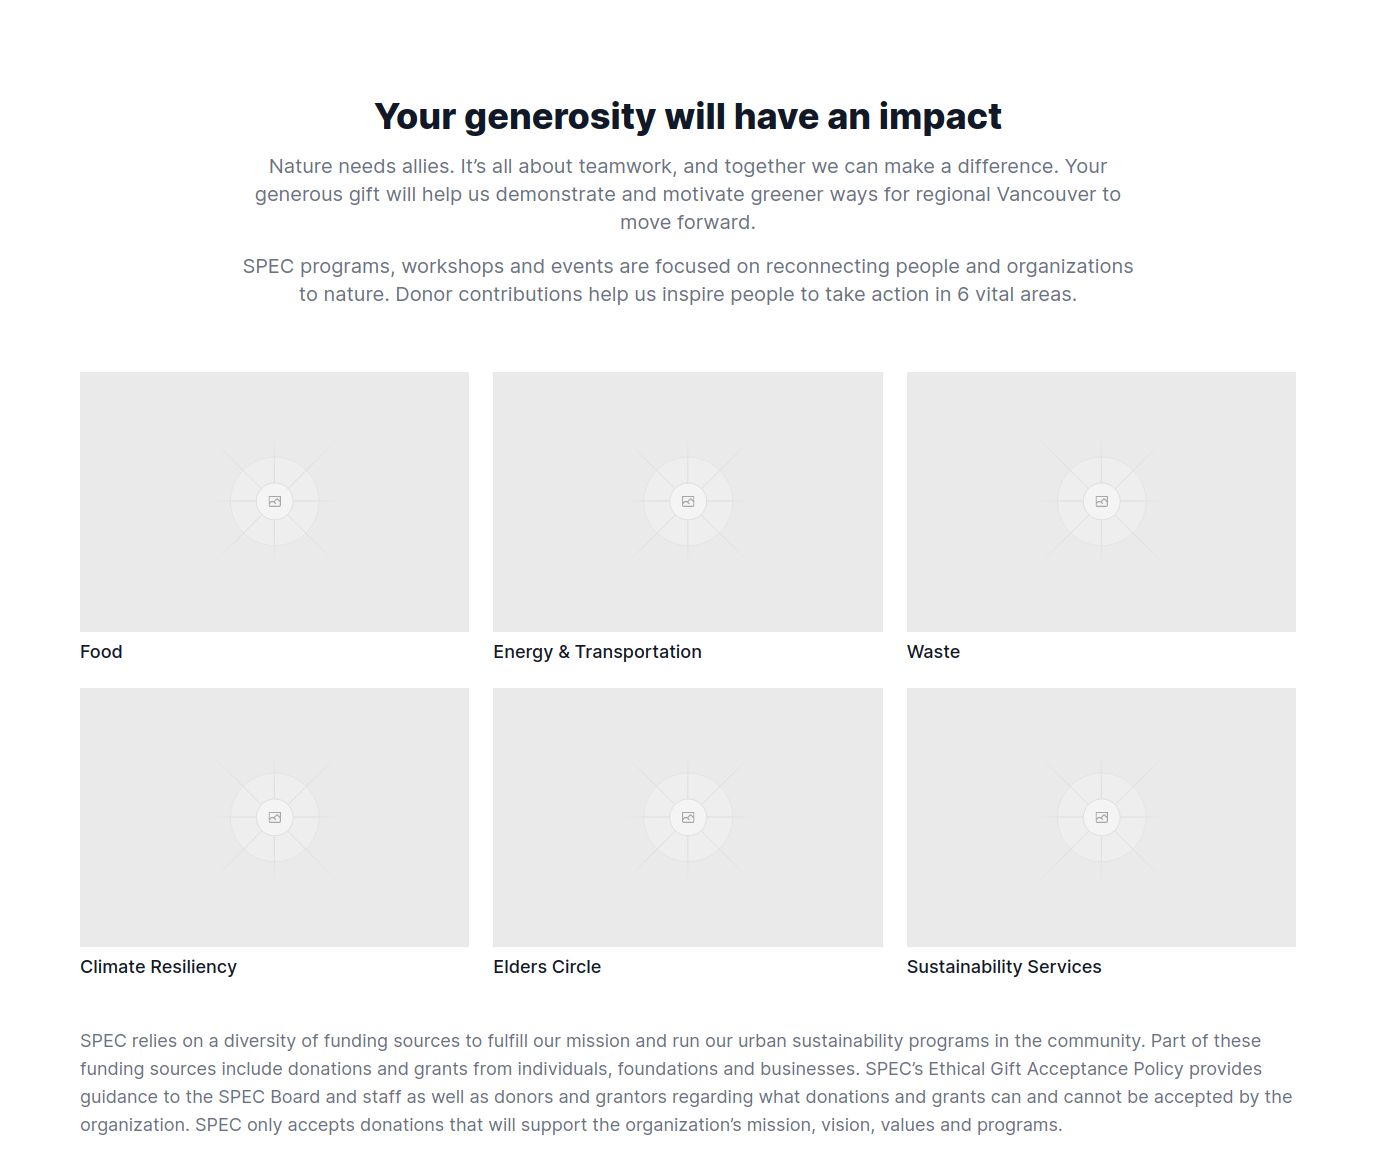 Your generosity will have an impact
Nature needs allies. It’s all about teamwork, and together we can make a difference. Your
generous gift will help us demonstrate and motivate greener ways for regional Vancouver to
move forward.
SPEC programs, workshops and events are focused on reconnecting people and organizations
to nature. Donor contributions help us inspire people to take action in 6 vital areas.
Food
Energy & Transportation
Waste
Climate Resiliency
Elders Circle
Sustainability Services
SPEC relies on a diversity of funding sources to fulfill our mission and run our urban sustainability programs in the community. Part of these
funding sources include donations and grants from individuals, foundations and businesses. SPEC’s Ethical Gift Acceptance Policy provides
guidance to the SPEC Board and staff as well as donors and grantors regarding what donations and grants can and cannot be accepted by the
organization. SPEC only accepts donations that will support the organization’s mission, vision, values and programs.